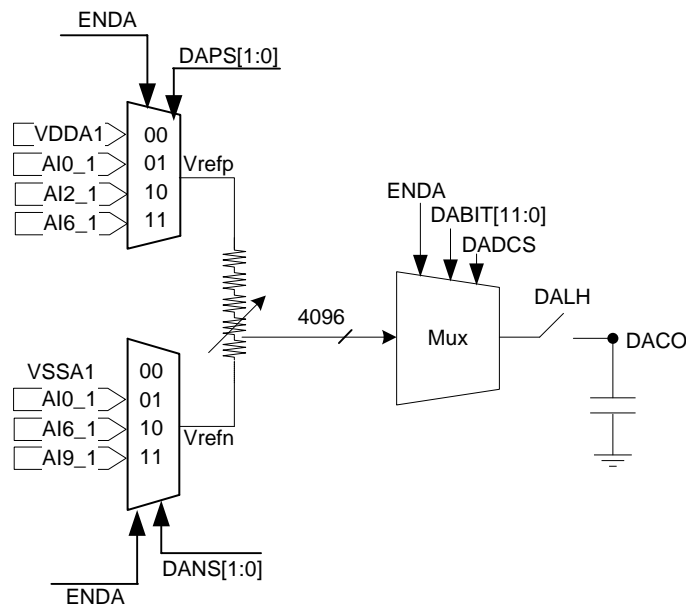 ENDA
DAPS[1:0]
VDDA1 00
AI0_1 01 Vrefp
AI2_1 10
AI6_1 11
ENDA
DABIT[11:0]
DADCS
4096
Mux
DALH
DACO
VSSA1 00
AI0_1 01
AI6_1 10 Vrefn
AI9_1 11
DANS[1:0]
ENDA